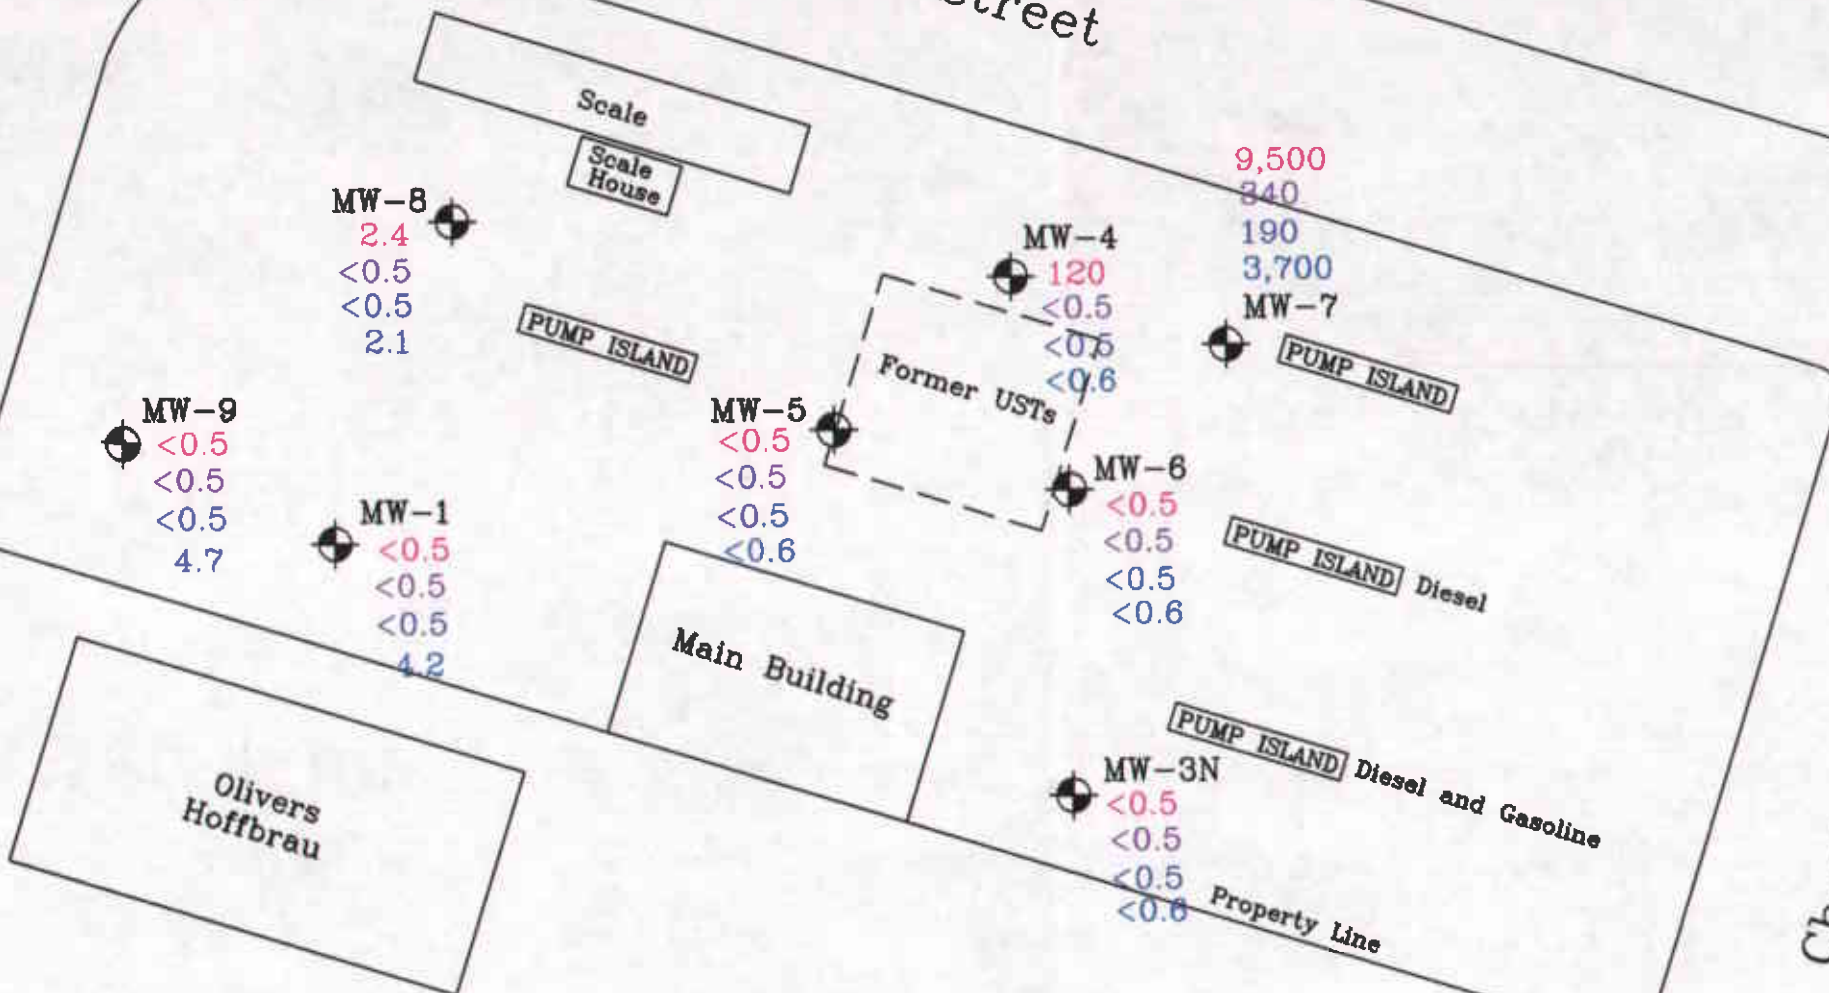 Street
Scale
Scale
House
9,500
340
190
3,700
MW-7
MW-8
2.4
<0.5
<0.5
2.1
MW-4
120
<0.5
<0.5
<0.6
PUMP ISLAND
PUMP ISLAND
Former USTs
MW-9
<0.5
<0.5
<0.5
4.7
MW-5
<0.5
<0.5
<0.5
<0.6
MW-6
<0.5
<0.5
<0.5
<0.6
MW-1
<0.5
<0.5
<0.5
4.2
PUMP ISLAND Diesel
Main Building
PUMP ISLAND Diesel and Gasoline
Olivers
Hoffbrau
MW-3N
<0.5
<0.5
<0.5
<0.6
Property Line